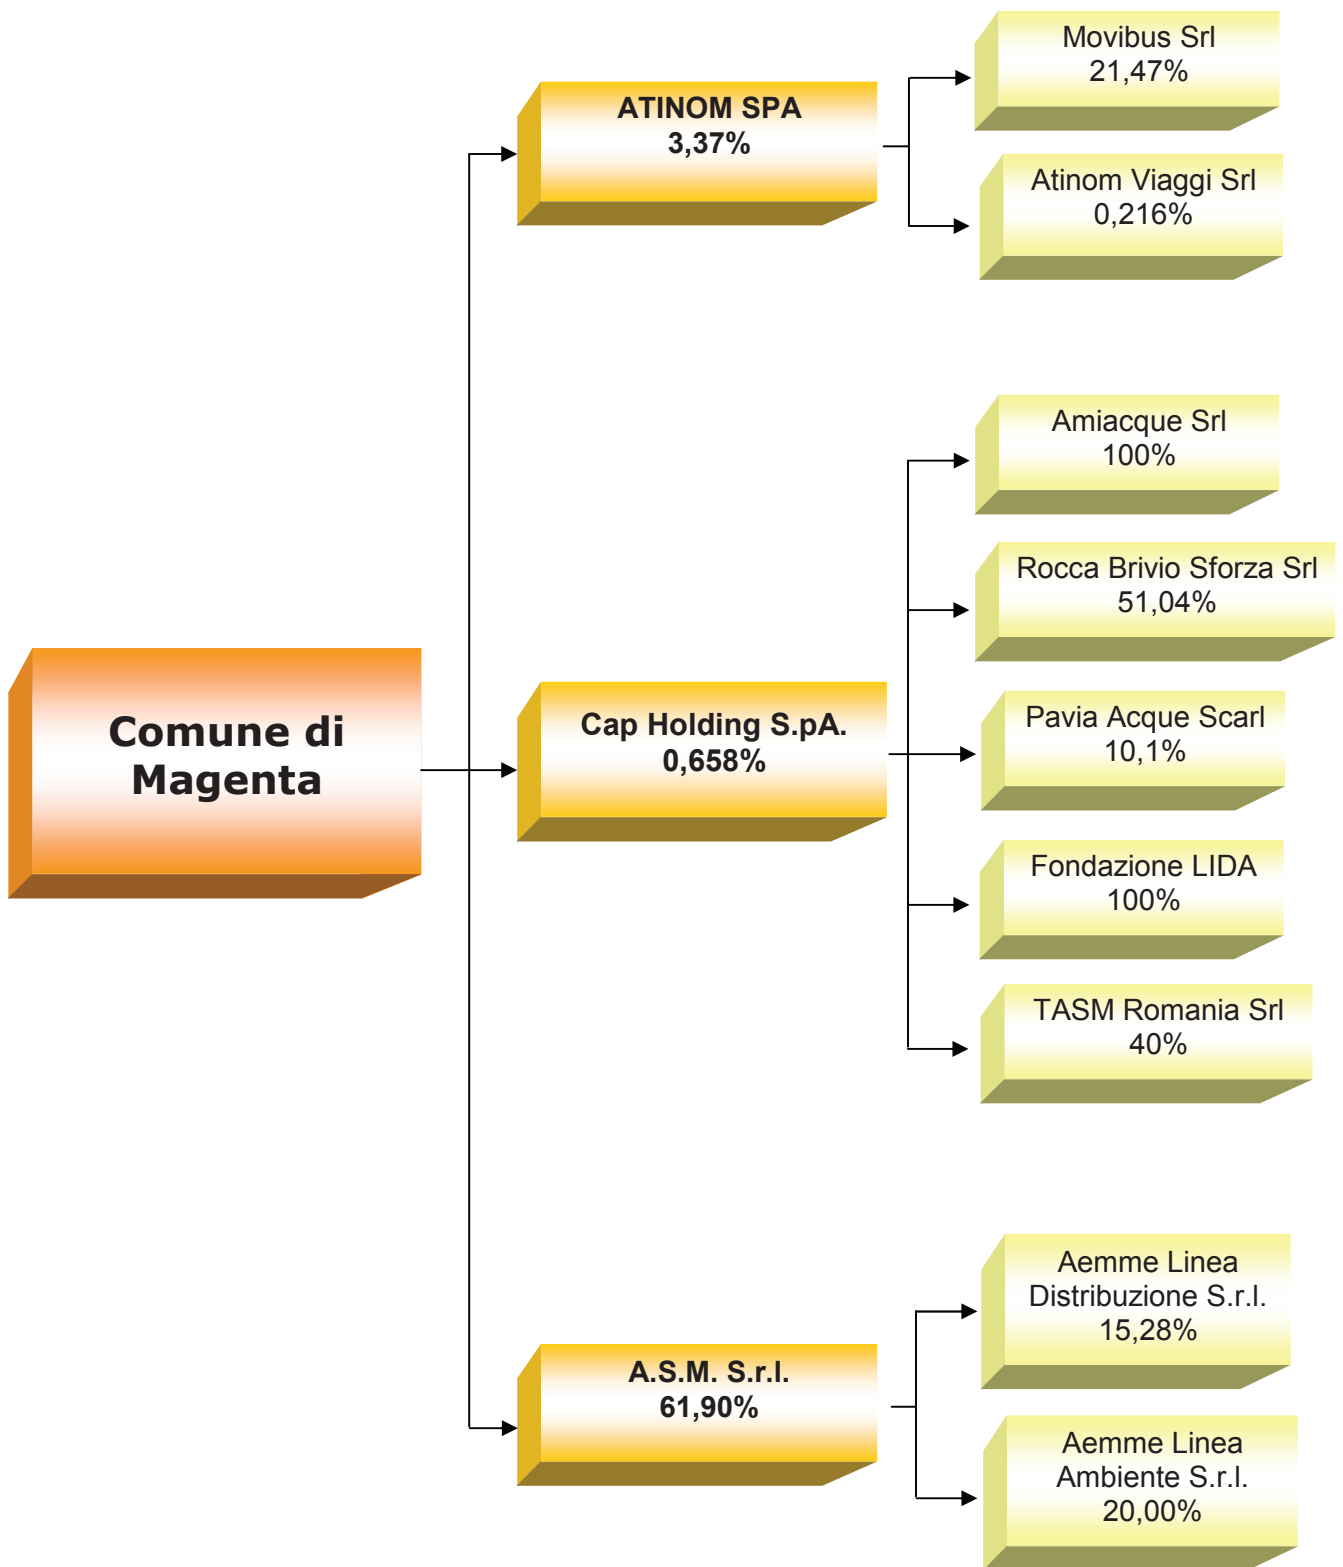 Movibus Srl
21,47%
ATINOM SPA
3,37%
Atinom Viaggi Srl
0,216%
Amiacque Srl
100%
Rocca Brivio Sforza Srl
51,04%
Comune di
Magenta
Cap Holding S.pA.
0,658%
Pavia Acque Scarl
10,1%
Fondazione LIDA
100%
TASM Romania Srl
40%
Aemme Linea
Distribuzione S.r.l.
15,28%
A.S.M. S.r.l.
61,90%
Aemme Linea
Ambiente S.r.l.
20,00%